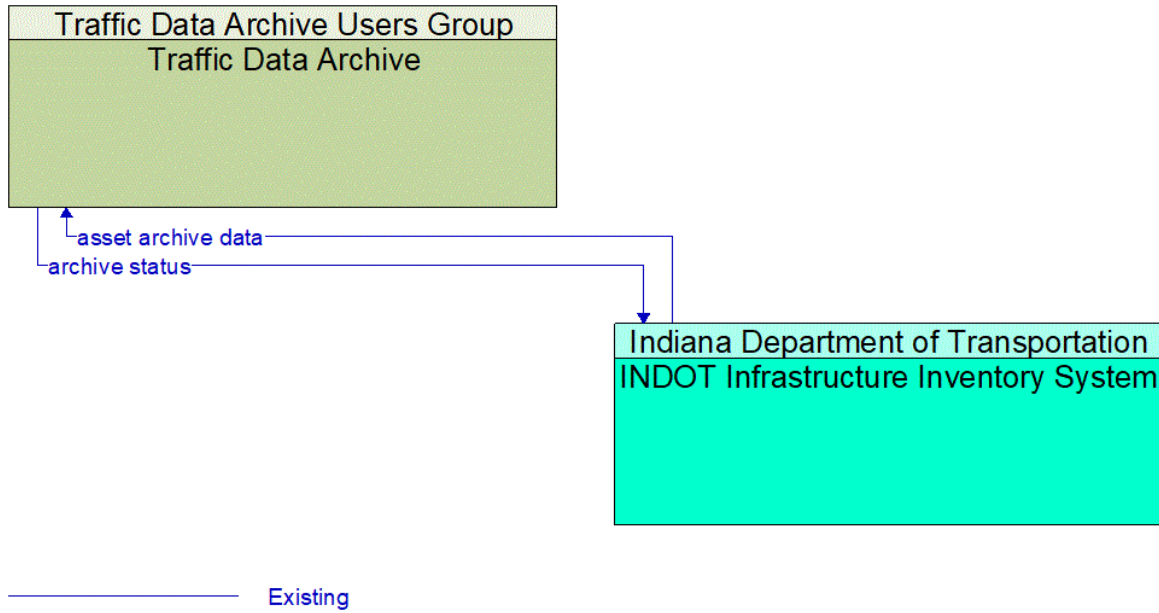 Traffic Data Archive Users Group
Traffic Data Archive
asset archive data
archive status
Indiana Department of Transportation
INDOT Infrastructure Inventory System
Existing